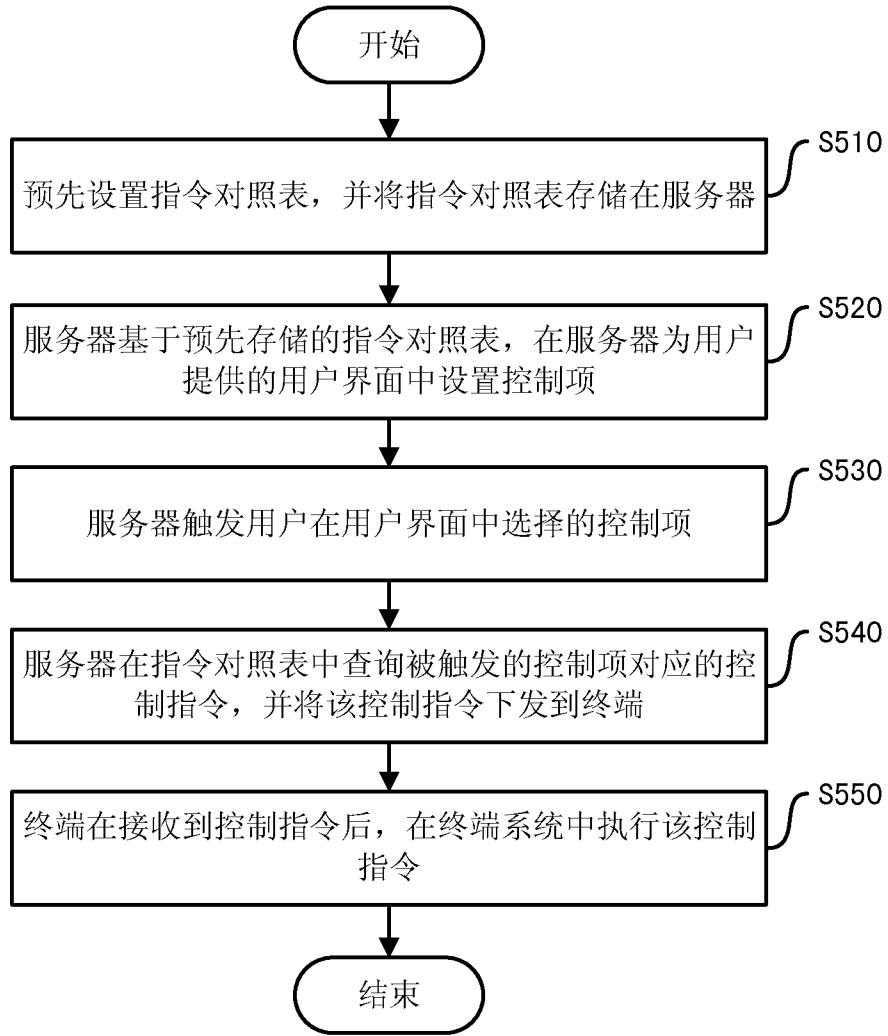 开始
S510
预先设置指令对照表，并将指令对照表存储在服务器
S520
服务器基于预先存储的指令对照表，在服务器为用户
提供的用户界面中设置控制项
S530
服务器触发用户在用户界面中选择的控制项
S540
服务器在指令对照表中查询被触发的控制项对应的控
制指令，并将该控制指令下发到终端
S550
终端在接收到控制指令后，在终端系统中执行该控制
指令
结束